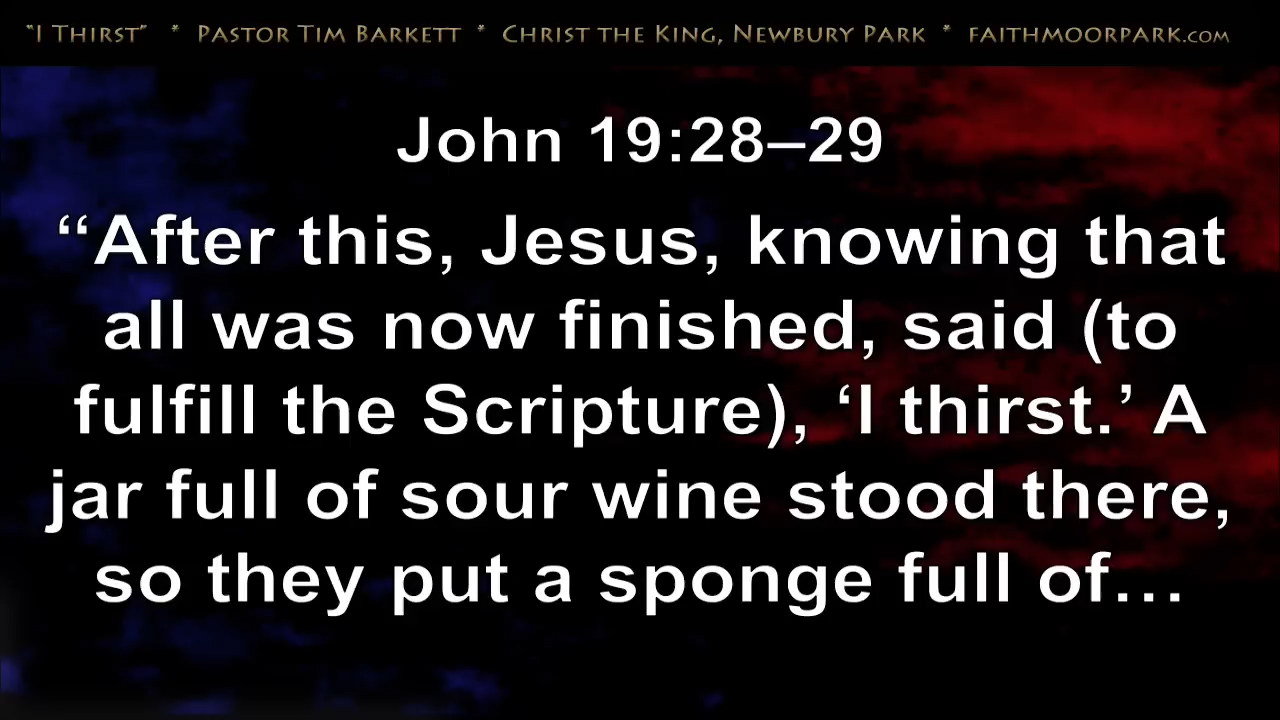 "I Thirst" * Pastor Tim Barkett * Christ the King, Newbury Park * faithmoorpark.com
John 19:28–29
“After this, Jesus, knowing that
all was now finished, said (to
fulfill the Scripture), ‘I thirst.’ A
jar full of sour wine stood there,
so they put a sponge full of…